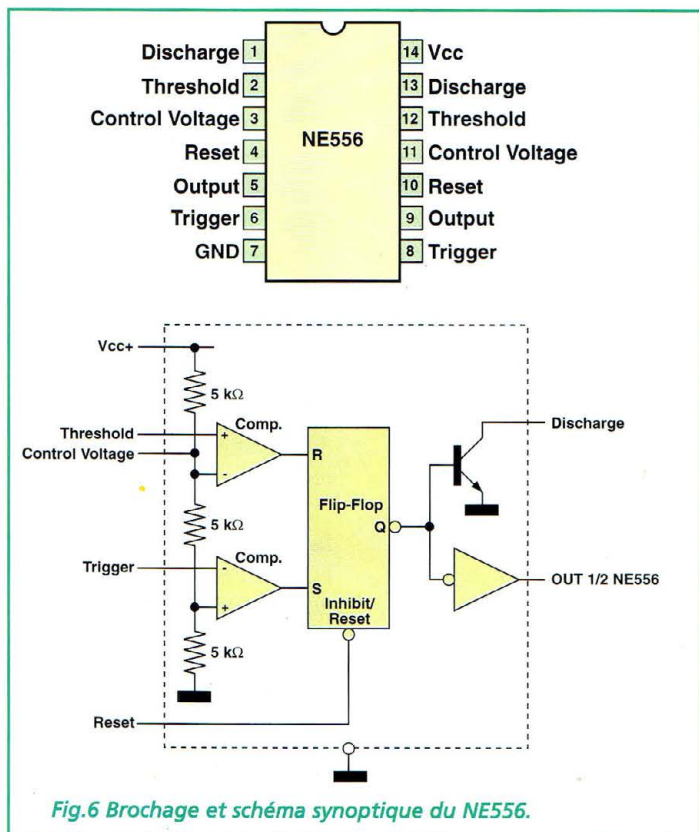 Discharge 1
Threshold 2
Control Voltage 3
Reset 4
Output 5
Trigger 6
GND 7
NE556
14 Vcc
13 Discharge
12 Threshold
11 Control Voltage
10 Reset
9 Output
8 Trigger
Vcc+
5 kΩ
Threshold
Control Voltage
+
-
Comp.
R
5 kΩ
Trigger
-
+
Comp.
S
5 kΩ
Flip-Flop
Q
Inhibit/
Reset
Reset
Discharge
OUT 1/2 NE556
Fig.6 Brochage et schéma synoptique du NE556.